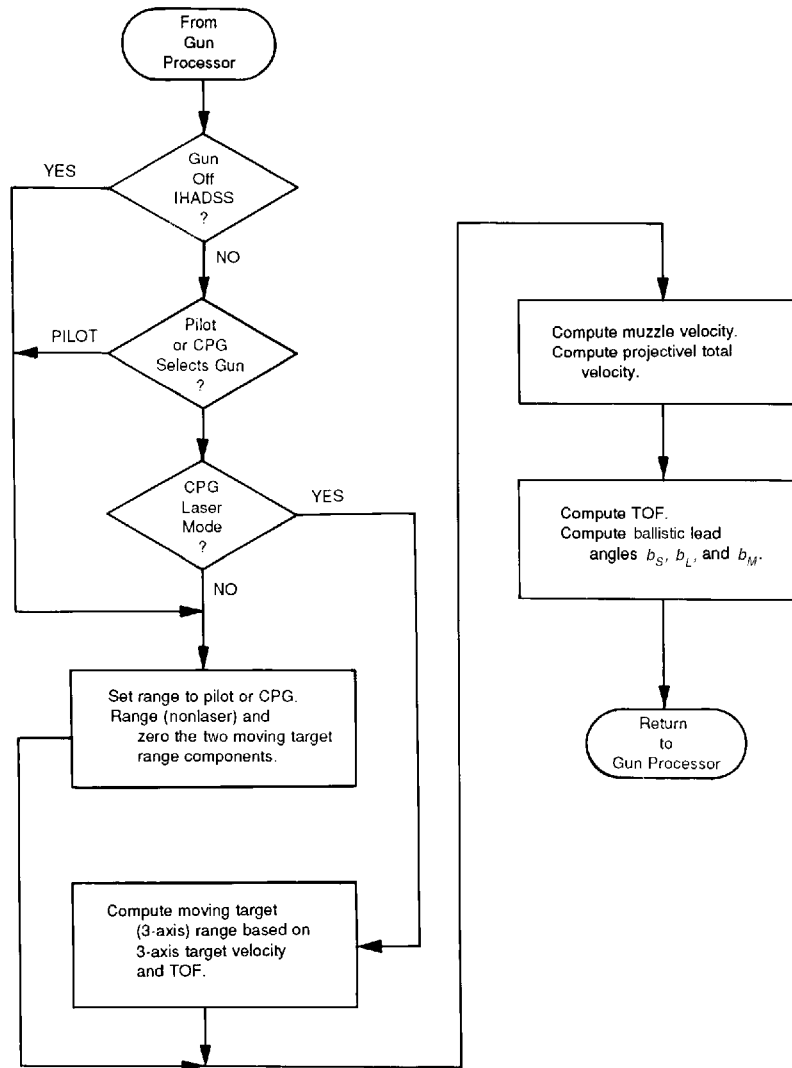 From
Gun
Processor
Gun
Off
IHADSS
?
YES
NO
Pilot
or CPG
Selects Gun
?
PILOT
CPG
Laser
Mode
?
YES
NO
Set range to pilot or CPG.
Range (nonlaser) and
zero the two moving target
range components.
Compute moving target
(3-axis) range based on
3-axis target velocity
and TOF.
Compute muzzle velocity.
Compute projectivel total
velocity.
Compute TOF.
Compute ballistic lead
angles b_S, b_L, and b_M.
Return
to
Gun Processor